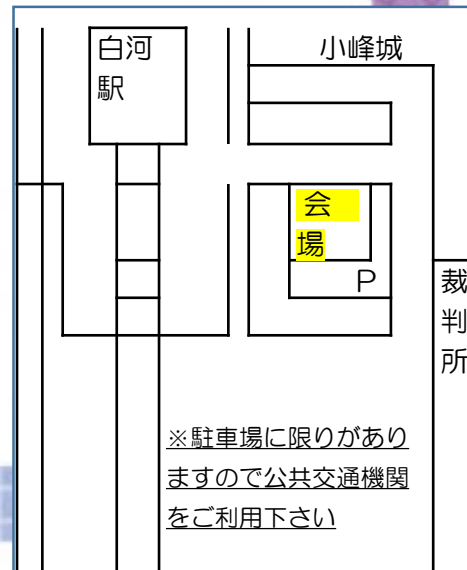 白河
駅
小峰城
会
場
P
裁
判
所
※駐車場に限りがあり
ますので公共交通機関
をご利用下さい